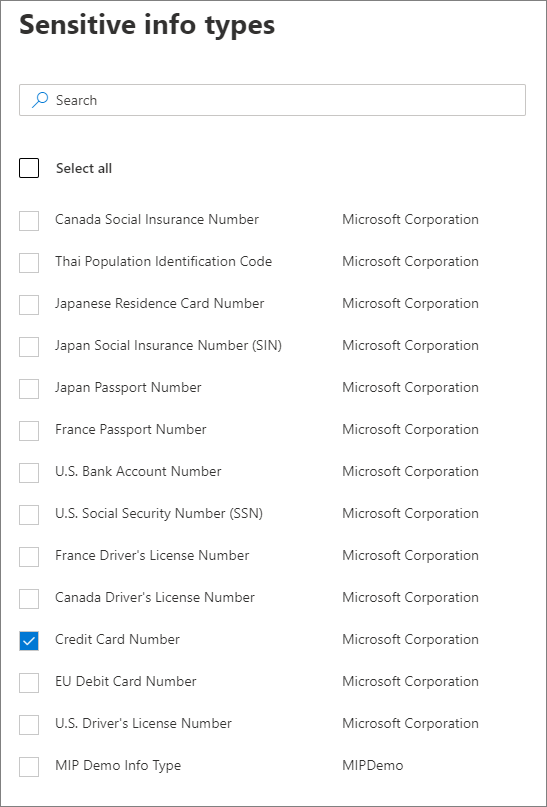 Sensitive info types
Search
Select all
Canada Social Insurance Number Microsoft Corporation
Thai Population Identification Code Microsoft Corporation
Japanese Residence Card Number Microsoft Corporation
Japan Social Insurance Number (SIN) Microsoft Corporation
Japan Passport Number Microsoft Corporation
France Passport Number Microsoft Corporation
U.S. Bank Account Number Microsoft Corporation
U.S. Social Security Number (SSN) Microsoft Corporation
France Driver's License Number Microsoft Corporation
Canada Driver's License Number Microsoft Corporation
Credit Card Number Microsoft Corporation
EU Debit Card Number Microsoft Corporation
U.S. Driver's License Number Microsoft Corporation
MIP Demo Info Type MIPDemo